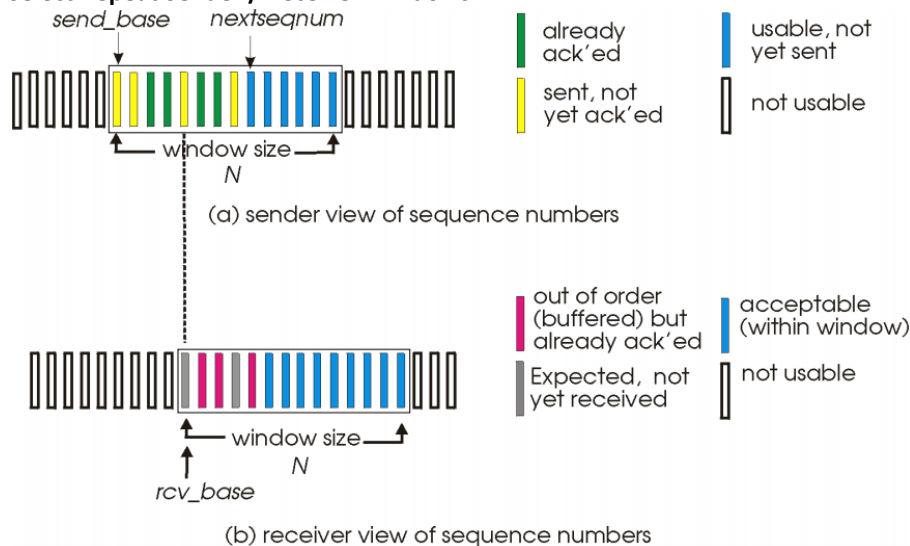 send_base
nextseqnum
already
ack'ed
usable, not
yet sent
sent, not
yet ack'ed
not usable
window size
N
(a) sender view of sequence numbers
out of order
(buffered) but
already ack'ed
acceptable
(within window)
Expected, not
yet received
not usable
window size
N
rcv_base
(b) receiver view of sequence numbers